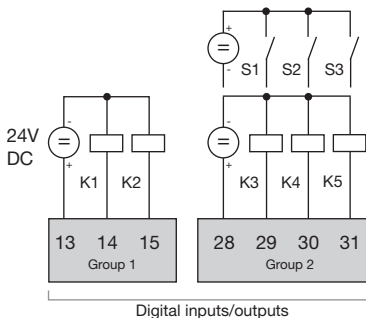 +
=
-
S1 S2 S3
24V
DC
-
=
+
K1 K2
-
=
+
K3 K4 K5
13 14 15
Group 1
28 29 30 31
Group 2
Digital inputs/outputs